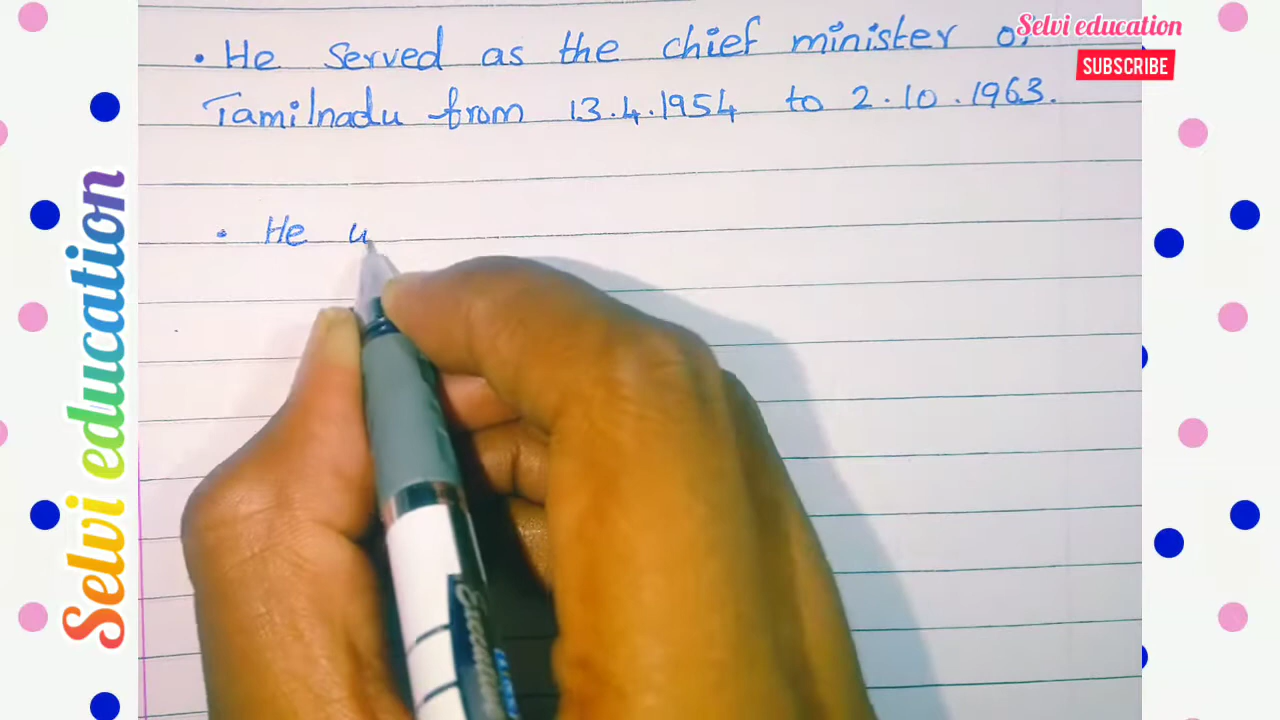 Selvi education
SUBSCRIBE
• He Served as the chief minister
Tamilnadu from 13.4.1954 to 2.10.1963.
• He
Selvi education